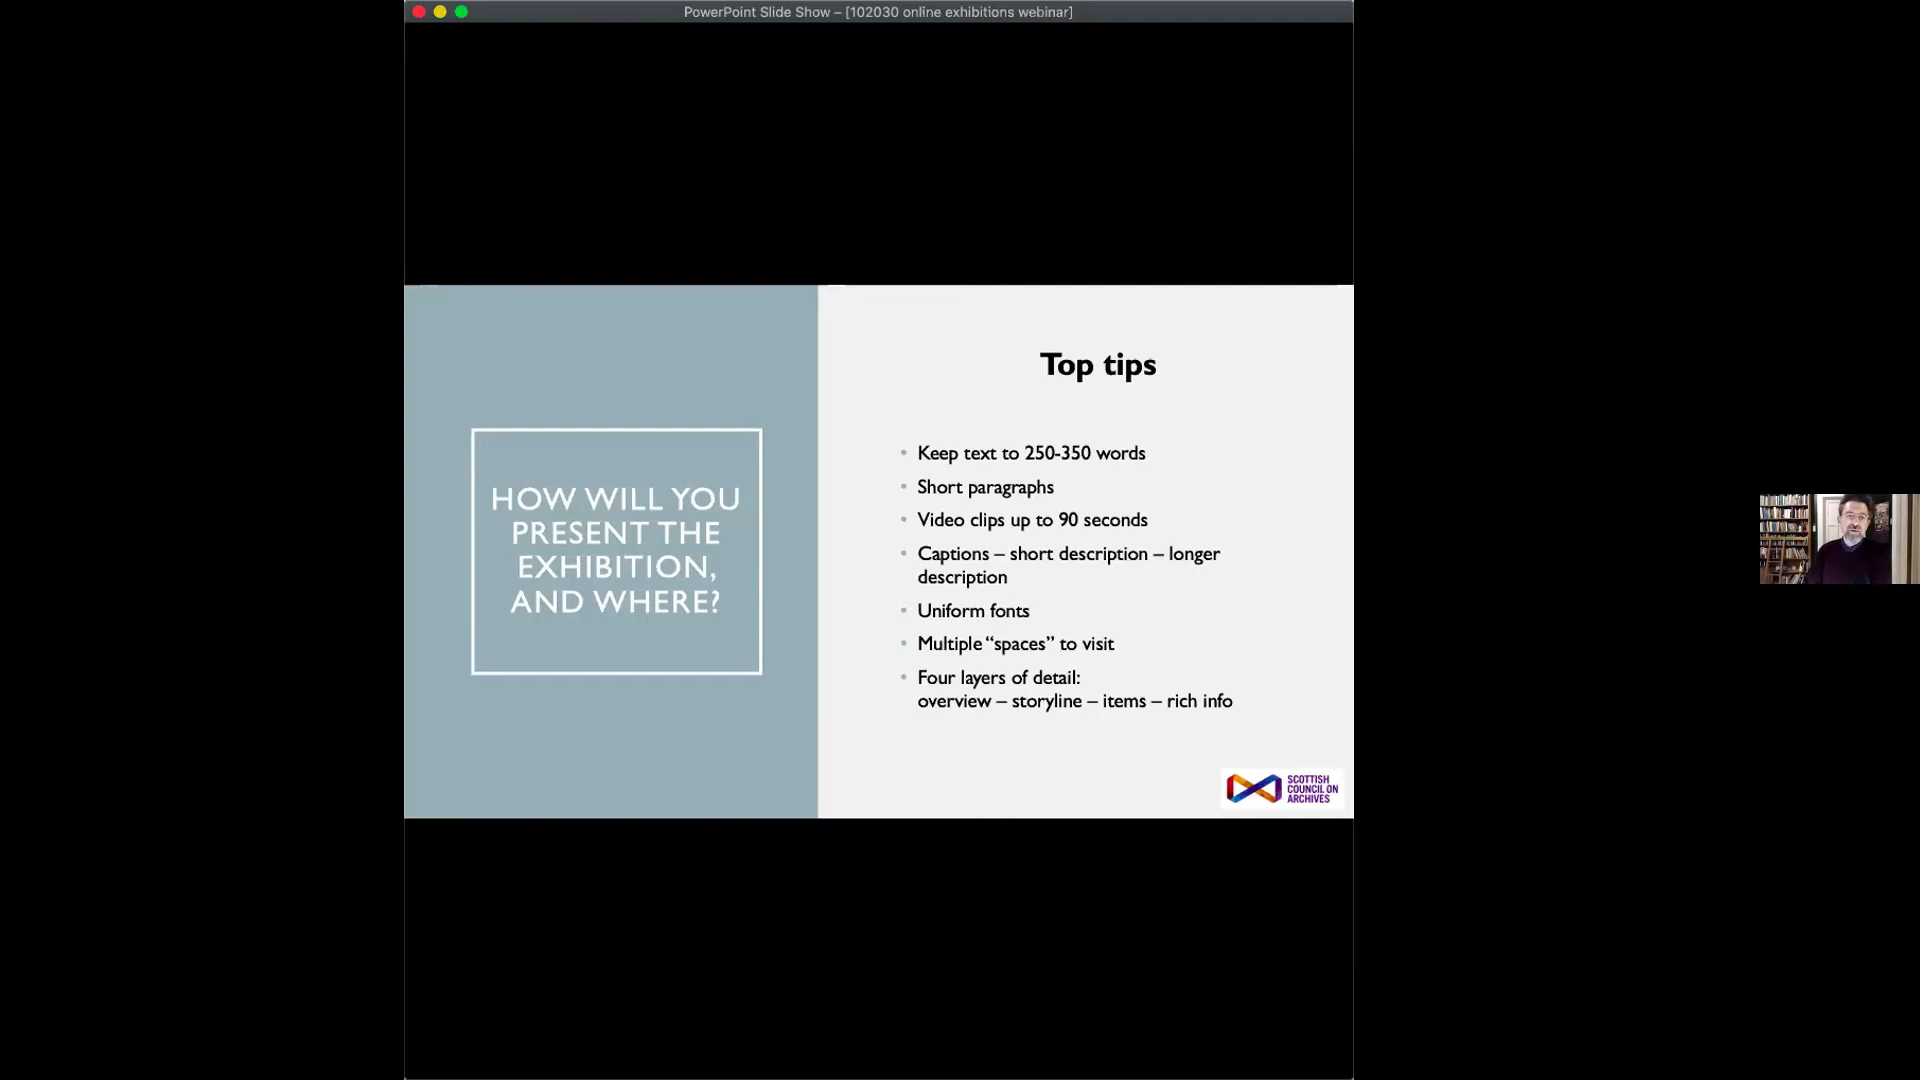 PowerPoint Slide Show – [102030 online exhibitions webinar]
HOW WILL YOU
PRESENT THE
EXHIBITION,
AND WHERE?
Top tips
• Keep text to 250-350 words
• Short paragraphs
• Video clips up to 90 seconds
• Captions – short description – longer
description
• Uniform fonts
• Multiple “spaces” to visit
• Four layers of detail:
overview – storyline – items – rich info
SCOTTISH
COUNCIL ON
ARCHIVES